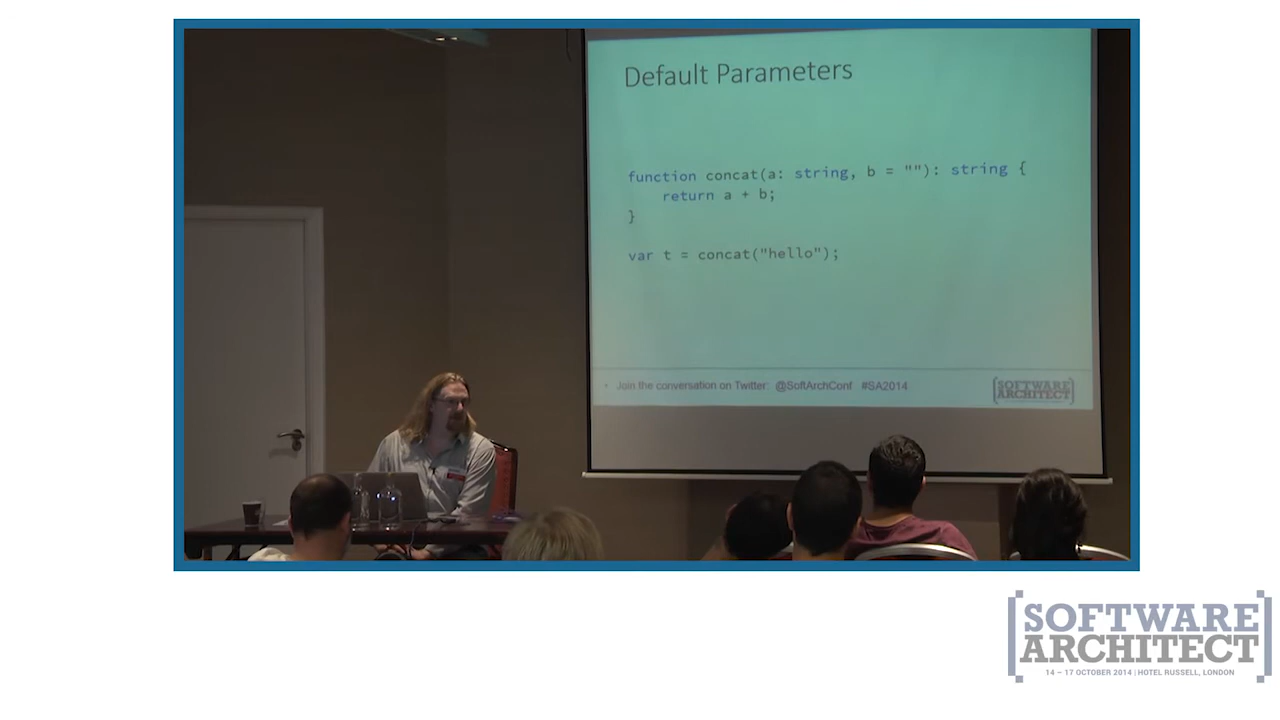 Default Parameters
function concat(a: string, b = ""): string {
return a + b;
}
var t = concat("hello");
Join the conversation on Twitter: @SoftArchConf #SA2014
[SOFTWARE
ARCHITECT]
[SOFTWARE
ARCHITECT]
14 – 17 OCTOBER 2014 | HOTEL RUSSELL, LONDON